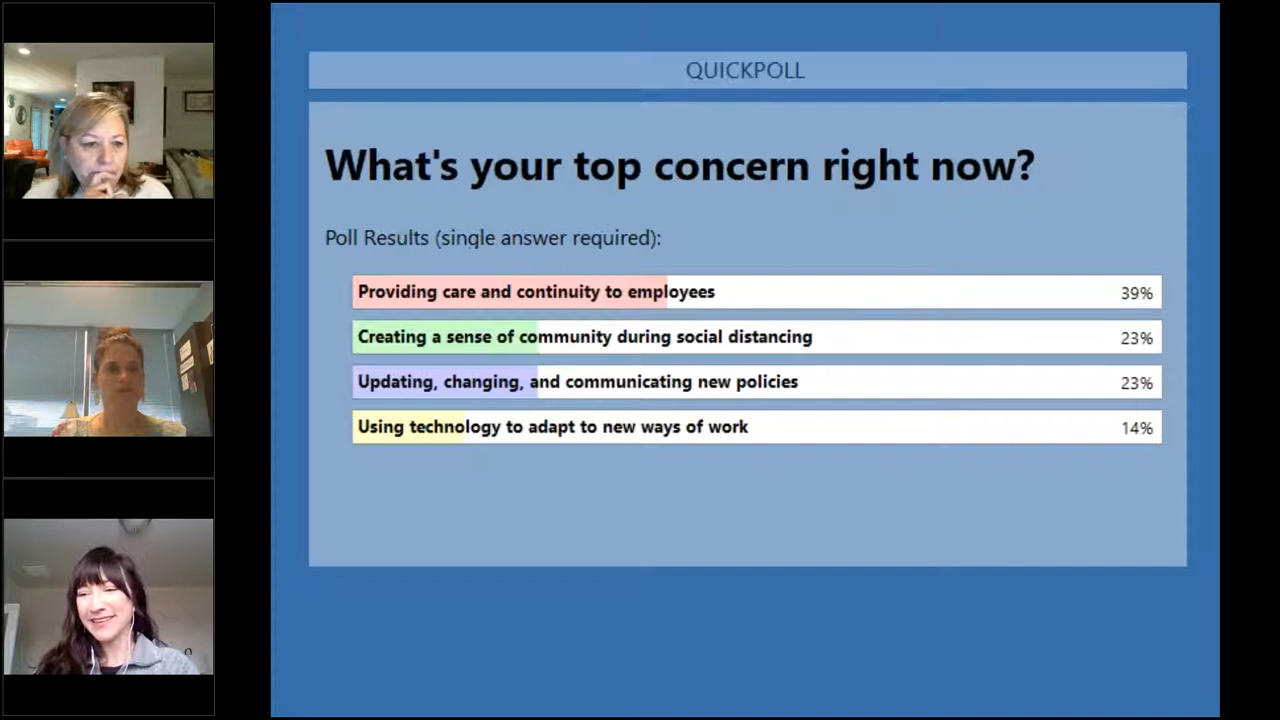 QUICKPOLL
What's your top concern right now?
Poll Results (single answer required):
Providing care and continuity to employees 39%
Creating a sense of community during social distancing 23%
Updating, changing, and communicating new policies 23%
Using technology to adapt to new ways of work 14%